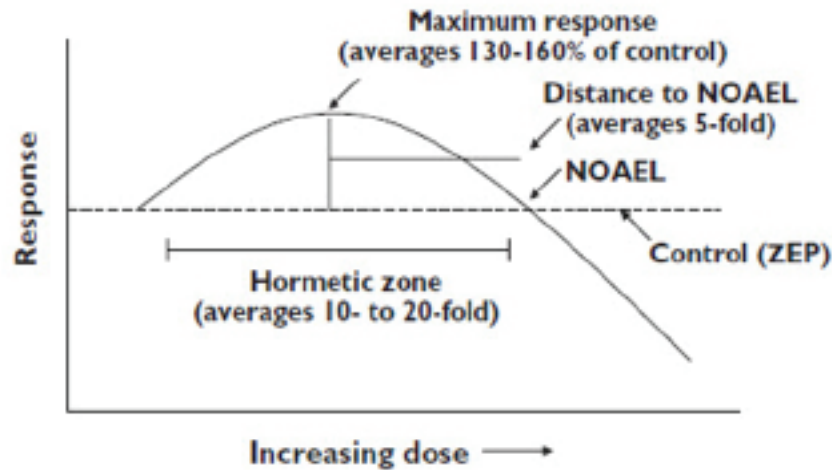 Maximum response
(averages 130-160% of control)
Distance to NOAEL
(averages 5-fold)
NOAEL
Control (ZEP)
Response
Hormetic zone
(averages 10- to 20-fold)
Increasing dose